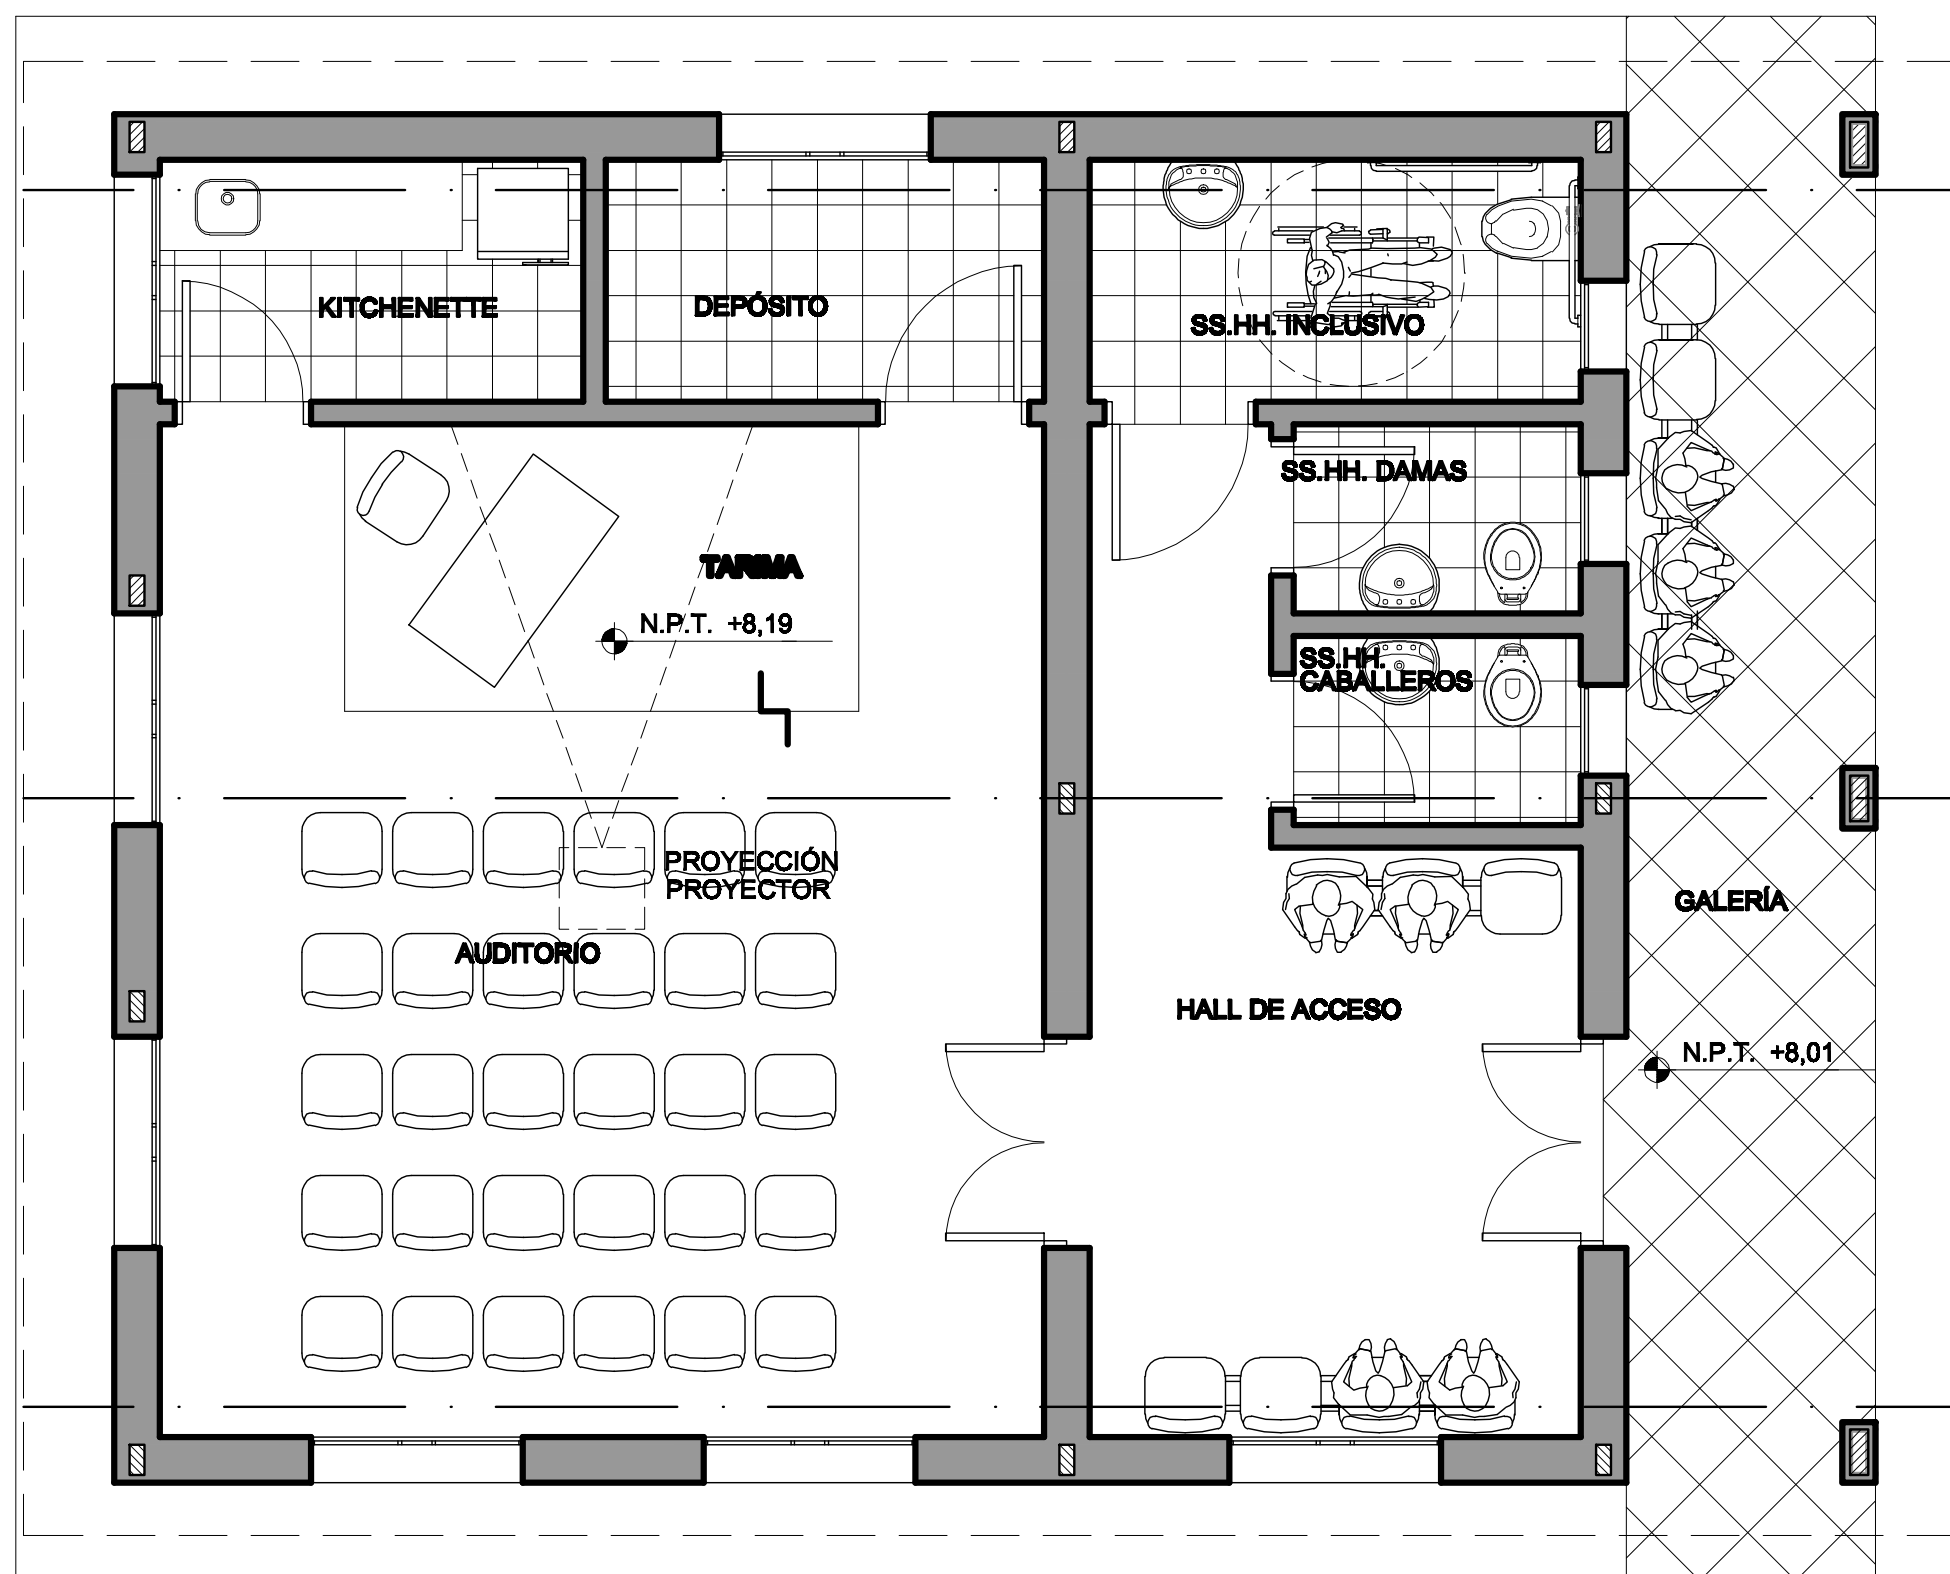 KITCHENETTE
DEPÓSITO
SS.HH. INCLUSIVO
SS.HH. DAMAS
TARIMA
N.P.T. +8,19
SS.HH.
CABALLEROS
PROYECCIÓN
PROYECTOR
GALERÍA
AUDITORIO
HALL DE ACCESO
N.P.T. +8,01